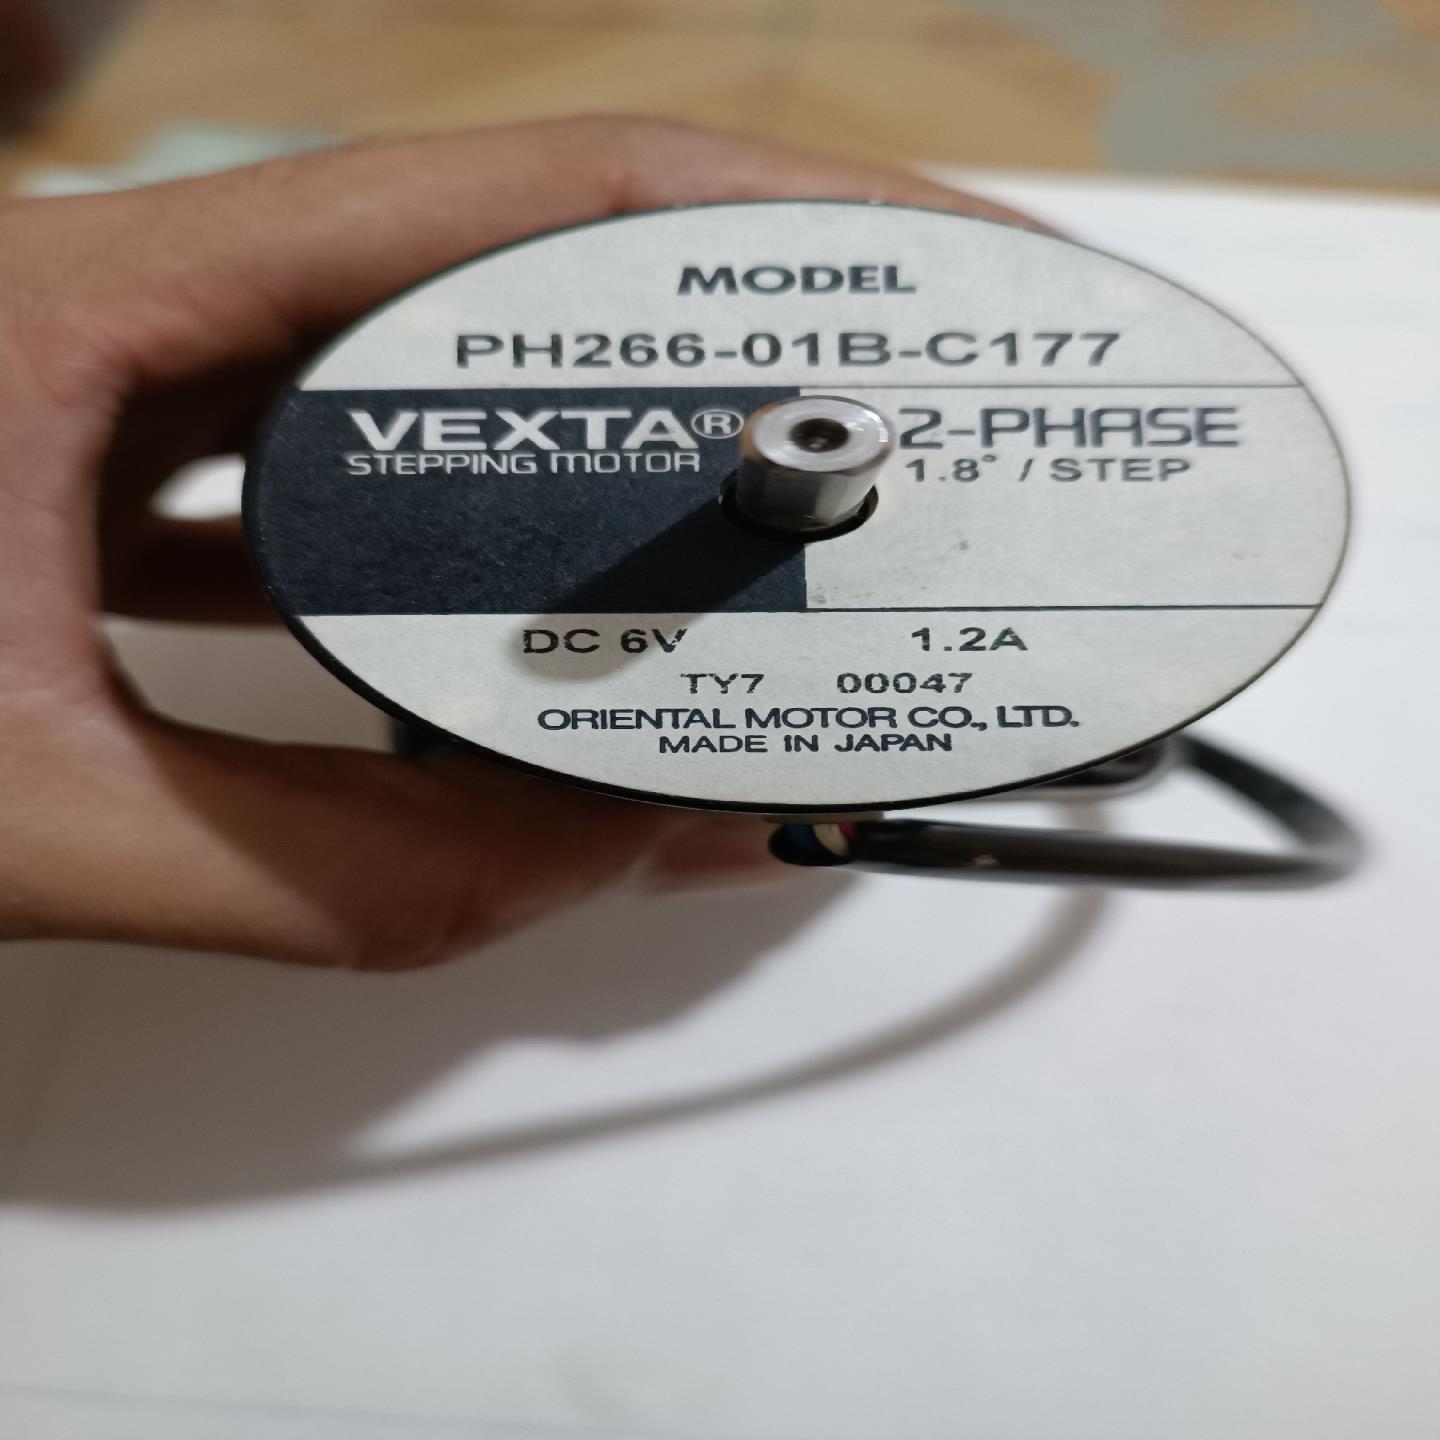 MODEL
PH266-01B-C177
VEXTA® 2-PHASE
STEPPING MOTOR 1.8° / STEP
DC 6V 1.2A
TY7 00047
ORIENTAL MOTOR CO., LTD.
MADE IN JAPAN